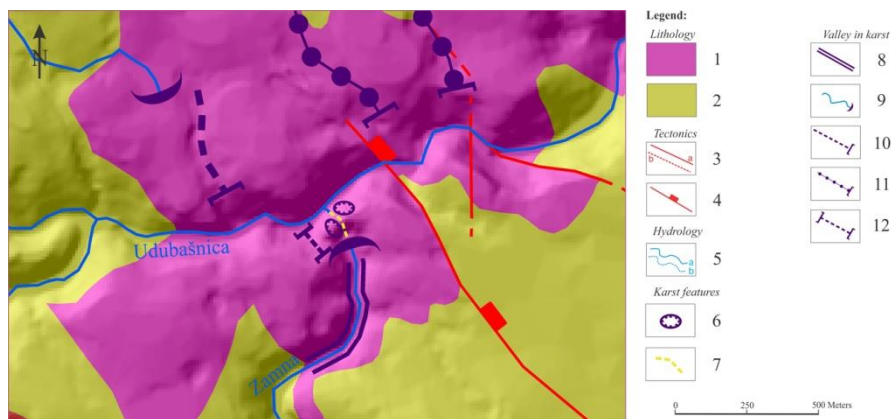 N
Udubašnica
Zamna
Legend:
Lithology
1
2
Tectonics
b a 3
4
Hydrology
a
b 5
Karst features
6
7
Valley in karst
8
9
10
11
12
0 250 500 Meters